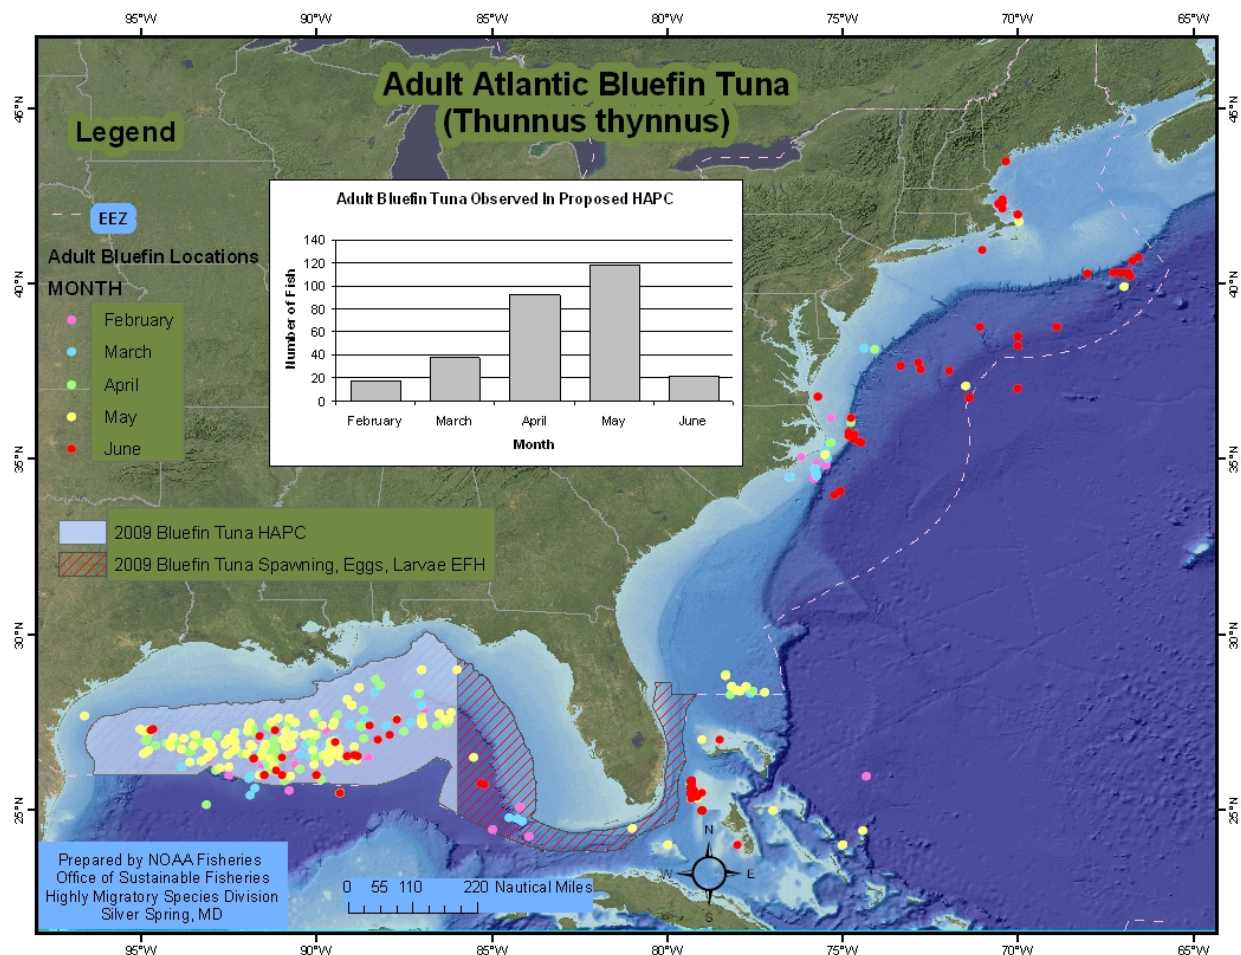 95°W 90°W 85°W 80°W 75°W 70°W 65°W
Adult Atlantic Bluefin Tuna
(Thunnus thynnus)
Legend
EEZ
Adult Bluefin Locations
MONTH
February
March
April
May
June
Adult Bluefin Tuna Observed In Proposed HAPC
Number of Fish
140
120
100
80
60
40
20
0
February March April May June
Month
2009 Bluefin Tuna HAPC
2009 Bluefin Tuna Spawning, Eggs, Larvae EFH
45°N
40°N
35°N
30°N
25°N
45°N
40°N
35°N
30°N
25°N
Prepared by NOAA Fisheries
Office of Sustainable Fisheries
Highly Migratory Species Division
Silver Spring, MD
0 55 110 220 Nautical Miles
N
W E
S
95°W 90°W 85°W 80°W 75°W 70°W 65°W